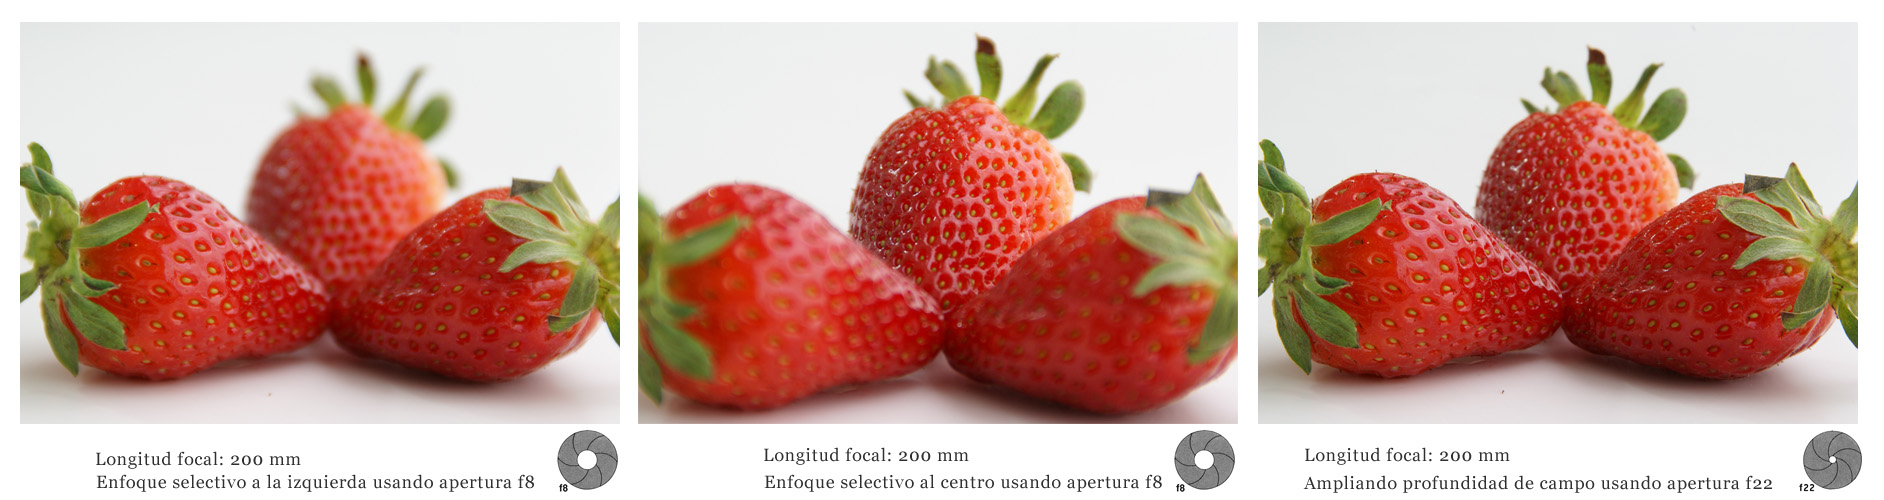 Longitud focal: 200 mm
Enfoque selectivo a la izquierda usando apertura f8
f8
Longitud focal: 200 mm
Enfoque selectivo al centro usando apertura f8
f8
Longitud focal: 200 mm
Ampliando profundidad de campo usando apertura f22
f22